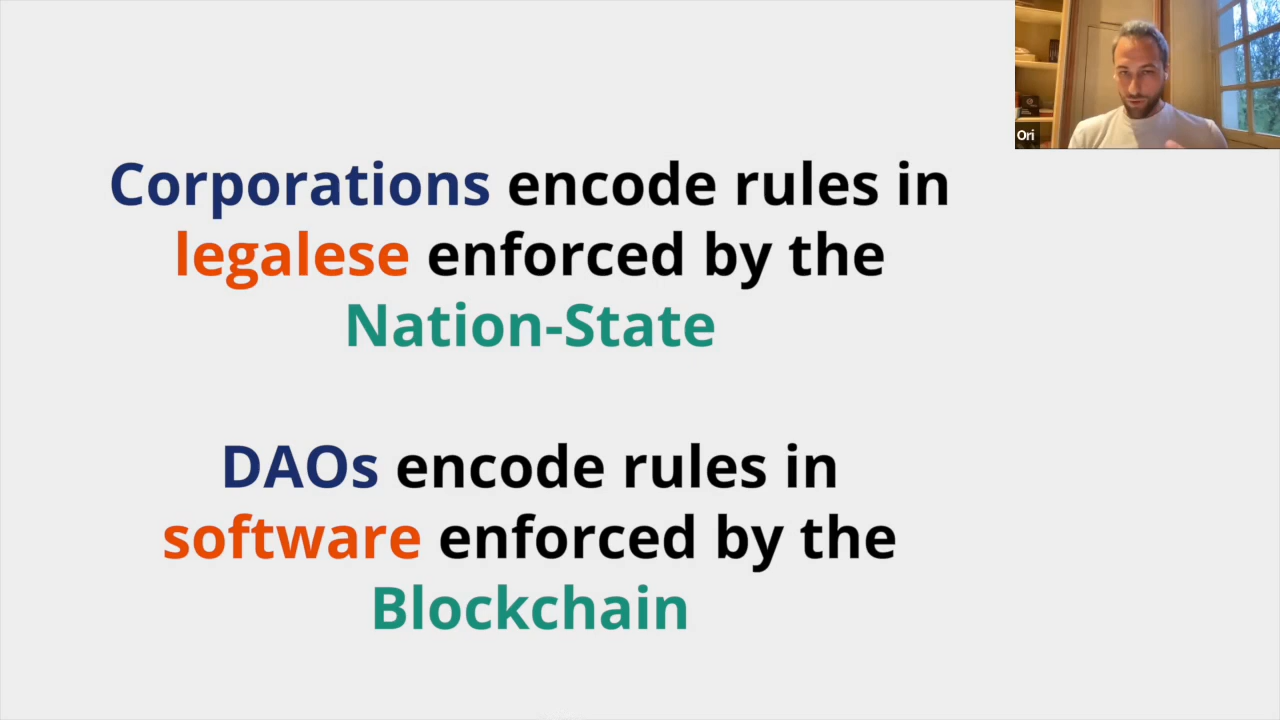 Corporations encode rules in
legalese enforced by the
Nation-State
DAOs encode rules in
software enforced by the
Blockchain
Ori